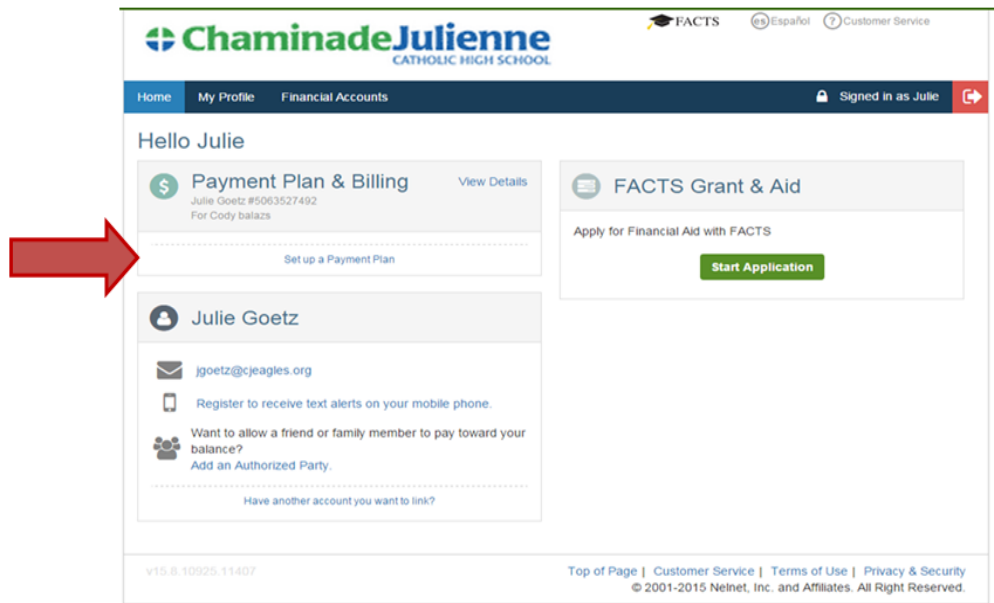 ChaminadeJulienne
CATHOLIC HIGH SCHOOL
FACTS
es Español
? Customer Service
Home
My Profile
Financial Accounts
Signed in as Julie
Hello Julie
$
Payment Plan & Billing
View Details
Julie Goetz #5063527492
For Cody balazs
Set up a Payment Plan
FACTS Grant & Aid
Apply for Financial Aid with FACTS
Start Application
Julie Goetz
jgoetz@cjeagles.org
Register to receive text alerts on your mobile phone.
Want to allow a friend or family member to pay toward your
balance?
Add an Authorized Party.
Have another account you want to link?
v15.8.10925.11407
Top of Page | Customer Service | Terms of Use | Privacy & Security
© 2001-2015 Nelnet, Inc. and Affiliates. All Right Reserved.